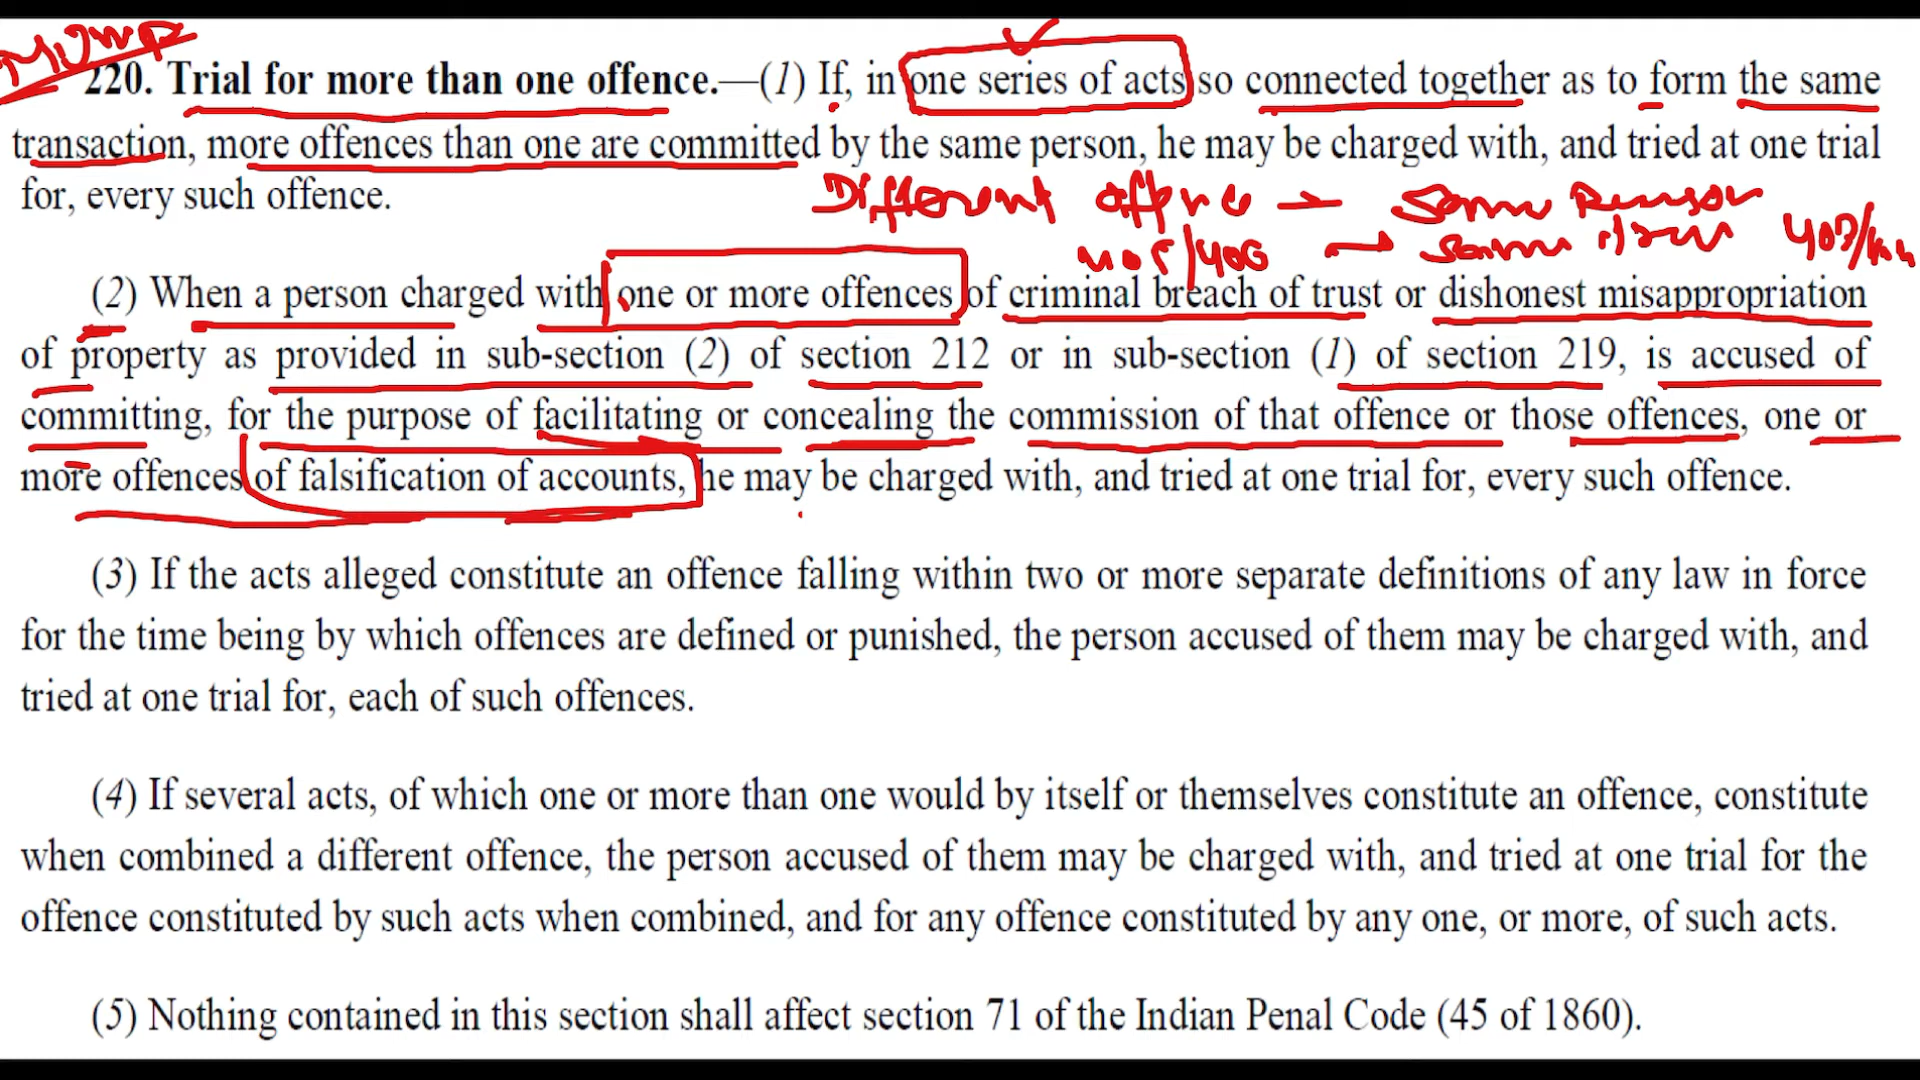 220. Trial for more than one offence.—(1) If, in one series of acts so connected together as to form the same
transaction, more offences than one are committed by the same person, he may be charged with, and tried at one trial
for, every such offence.
Different offence → same Person
405/406 → same 403/
(2) When a person charged with one or more offences of criminal breach of trust or dishonest misappropriation
of property as provided in sub-section (2) of section 212 or in sub-section (1) of section 219, is accused of
committing, for the purpose of facilitating or concealing the commission of that offence or those offences, one or
more offences of falsification of accounts, he may be charged with, and tried at one trial for, every such offence.
(3) If the acts alleged constitute an offence falling within two or more separate definitions of any law in force
for the time being by which offences are defined or punished, the person accused of them may be charged with, and
tried at one trial for, each of such offences.
(4) If several acts, of which one or more than one would by itself or themselves constitute an offence, constitute
when combined a different offence, the person accused of them may be charged with, and tried at one trial for the
offence constituted by such acts when combined, and for any offence constituted by any one, or more, of such acts.
(5) Nothing contained in this section shall affect section 71 of the Indian Penal Code (45 of 1860).